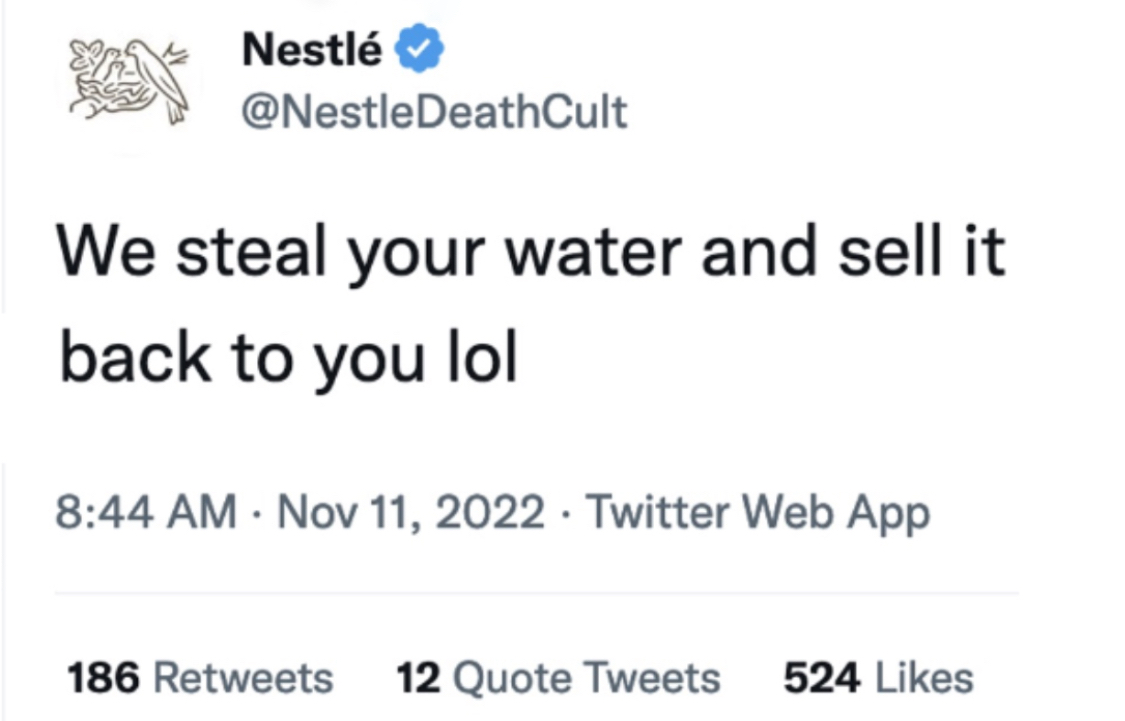 Nestlé
@NestleDeathCult
We steal your water and sell it
back to you lol
8:44 AM · Nov 11, 2022 · Twitter Web App
186 Retweets 12 Quote Tweets 524 Likes